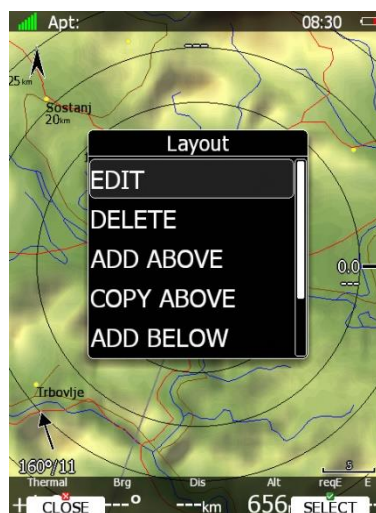 Apt: 08:30
---
25km
Sostanj
20km
Layout
EDIT
DELETE
ADD ABOVE
COPY ABOVE
ADD BELOW
0.0
---
Trbovlje
160°/11
5
Thermal Brg Dis Alt reqE E
+ CLOSE ---° ---km 656 SELECT